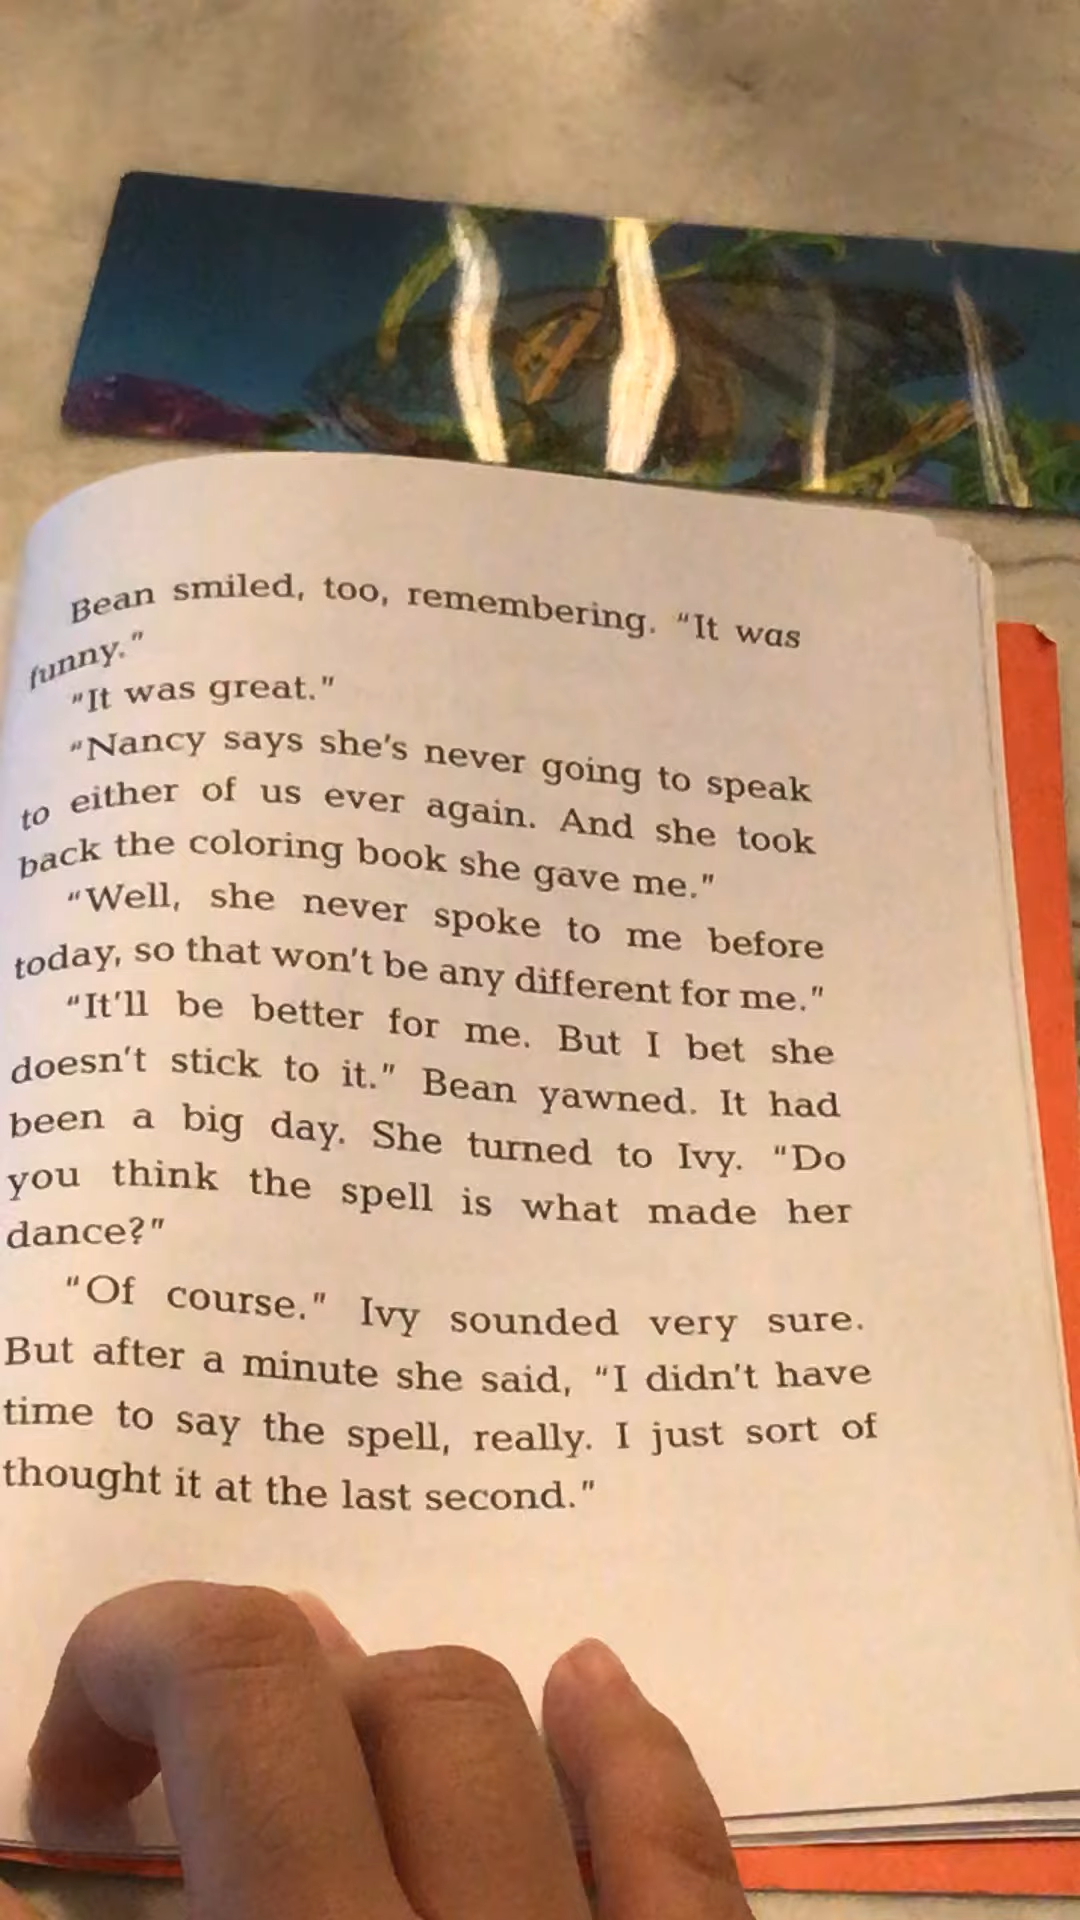 Bean smiled, too, remembering. "It was
funny."
"It was great."
"Nancy says she's never going to speak
to either of us ever again. And she took
back the coloring book she gave me."
"Well, she never spoke to me before
today, so that won't be any different for me."
"It'll be better for me. But I bet she
doesn't stick to it." Bean yawned. It had
been a big day. She turned to Ivy. "Do
you think the spell is what made her
dance?"
"Of course." Ivy sounded very sure.
But after a minute she said, "I didn't have
time to say the spell, really. I just sort of
thought it at the last second."